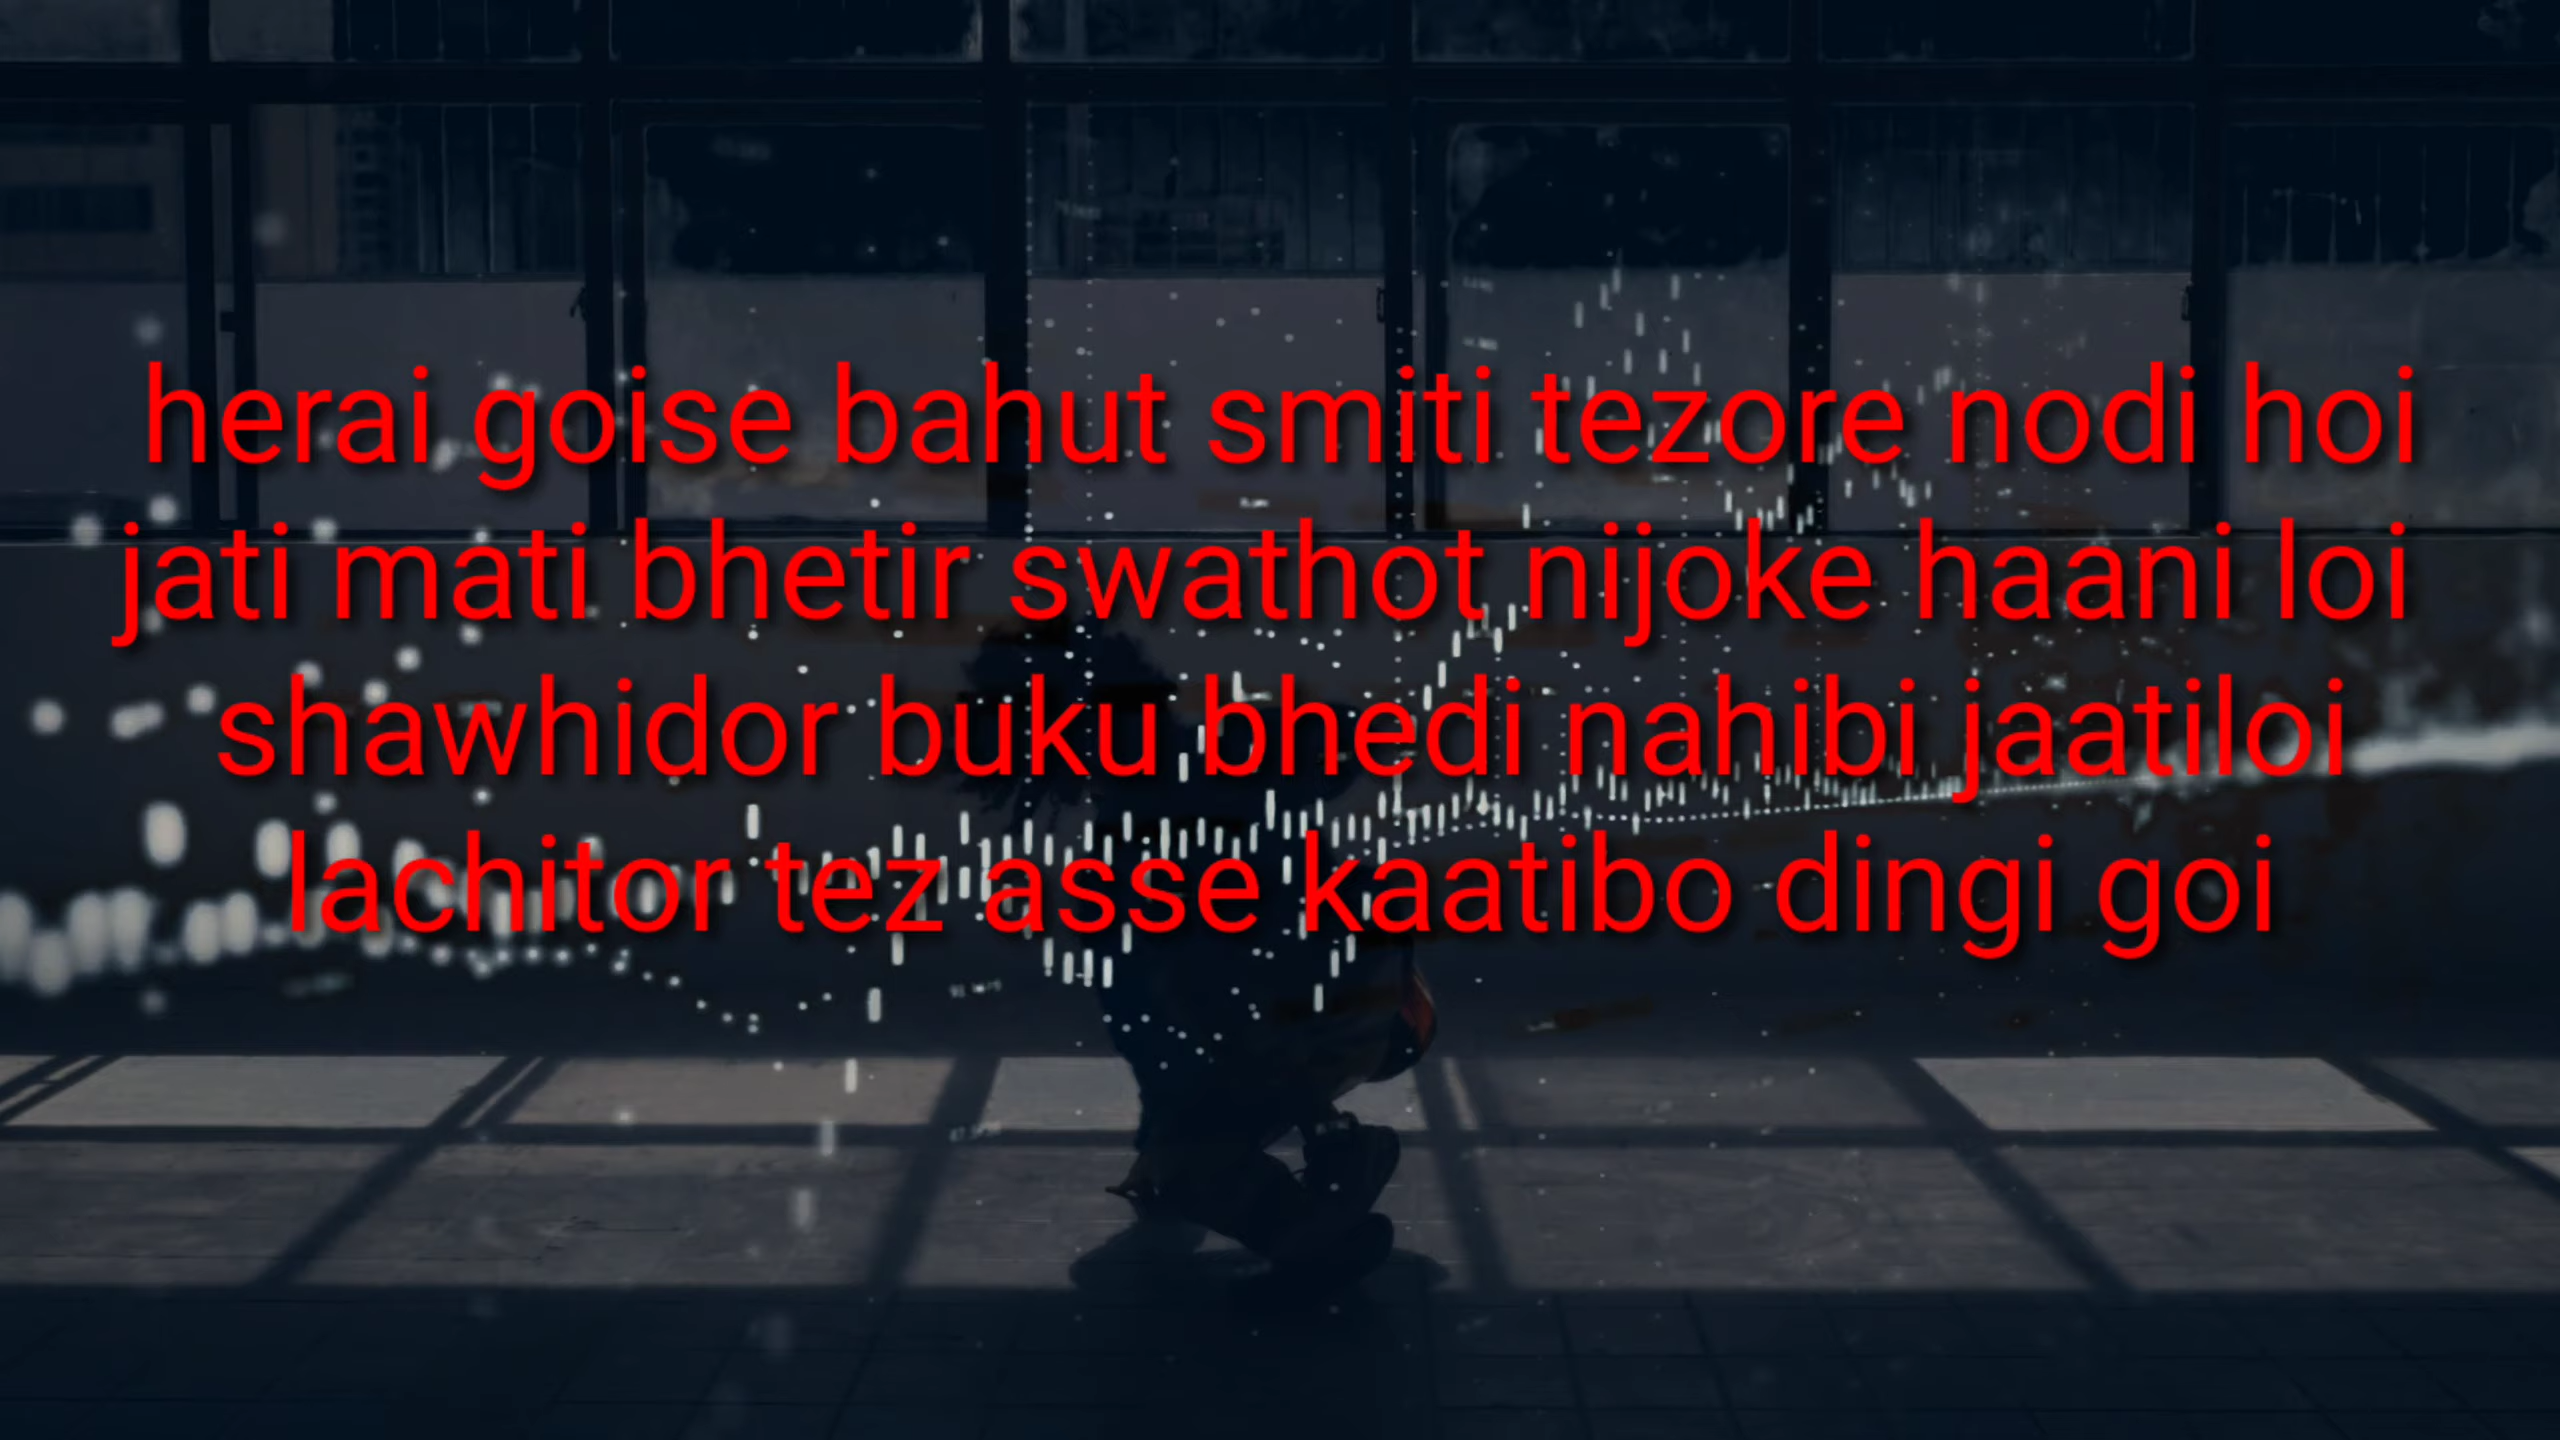 herai goise bahut smiti tezore nodi hoi
jati mati bhetir swathot nijoke haani loi
shawhidor buku bhedi nahibi jaatiloi
lachitor tez asse kaatibo dingi goi